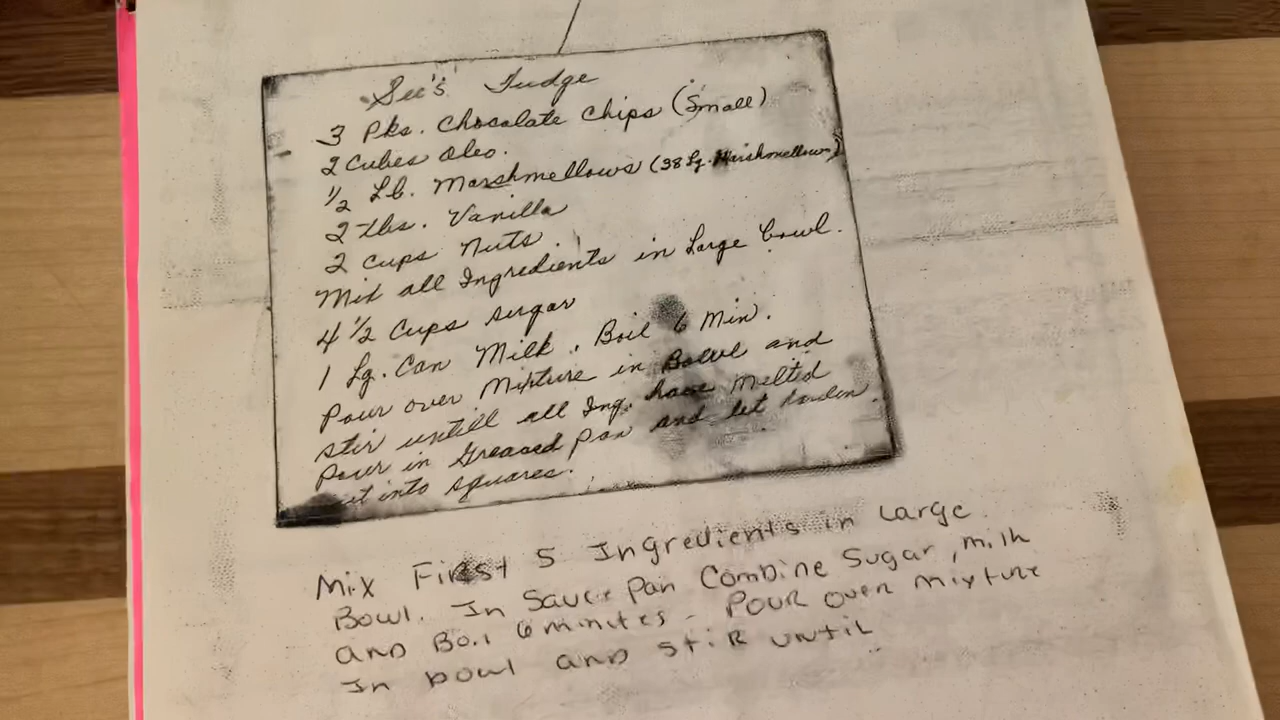 See's Fudge
3 Pks. Chocolate Chips (Small)
2 Cubes Oleo.
1/2 Lb. Marshmellows (38 Lg. Marshmellows)
2 Tbs. Vanilla
2 Cups Nuts.
Mix all Ingredients in Large bowl.
4 1/2 Cups sugar
1 Lg. Can Milk. Boil 6 Min.
Pour over Mixture in Bowl and
stir untill all Ing. have Melted
Pour in Greased pan and let
into squares.
Mix First 5 Ingredients in Large
Bowl. In Sauce Pan Combine Sugar, milk
and Boil 6 minites - Pour over mixture
In bowl and stir until